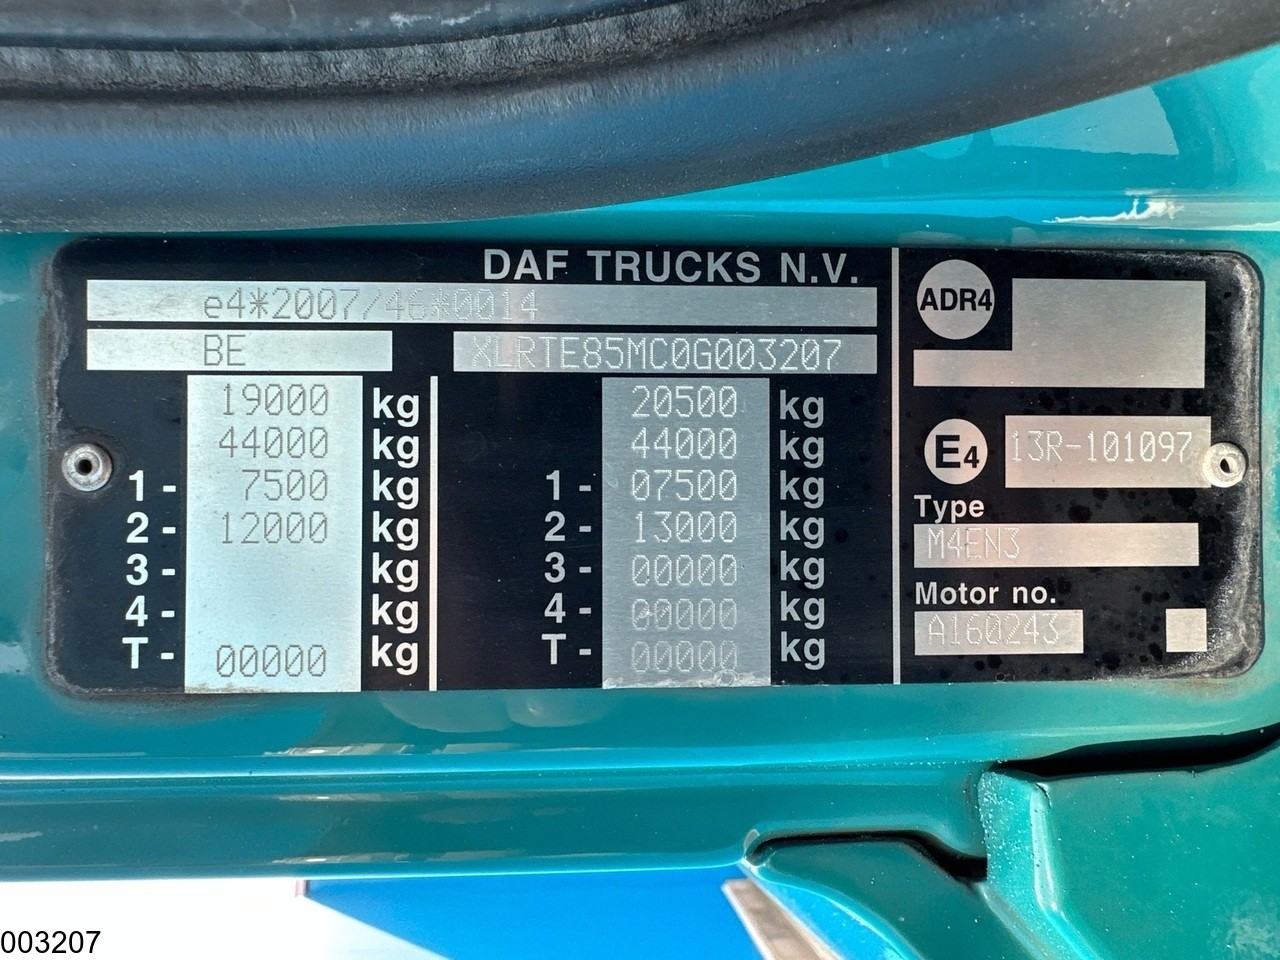 DAF TRUCKS N.V.
e4*2007/46*0014
BE XLRTE85MC0G003207
19000 kg 20500 kg
44000 kg 44000 kg
1- 7500 kg 1- 07500 kg
2- 12000 kg 2- 13000 kg
3- kg 3- 00000 kg
4- kg 4- 00000 kg
T- 00000 kg T- 00000 kg
ADR4
E4 13R-101097
Type
M4EN3
Motor no.
A160243
003207